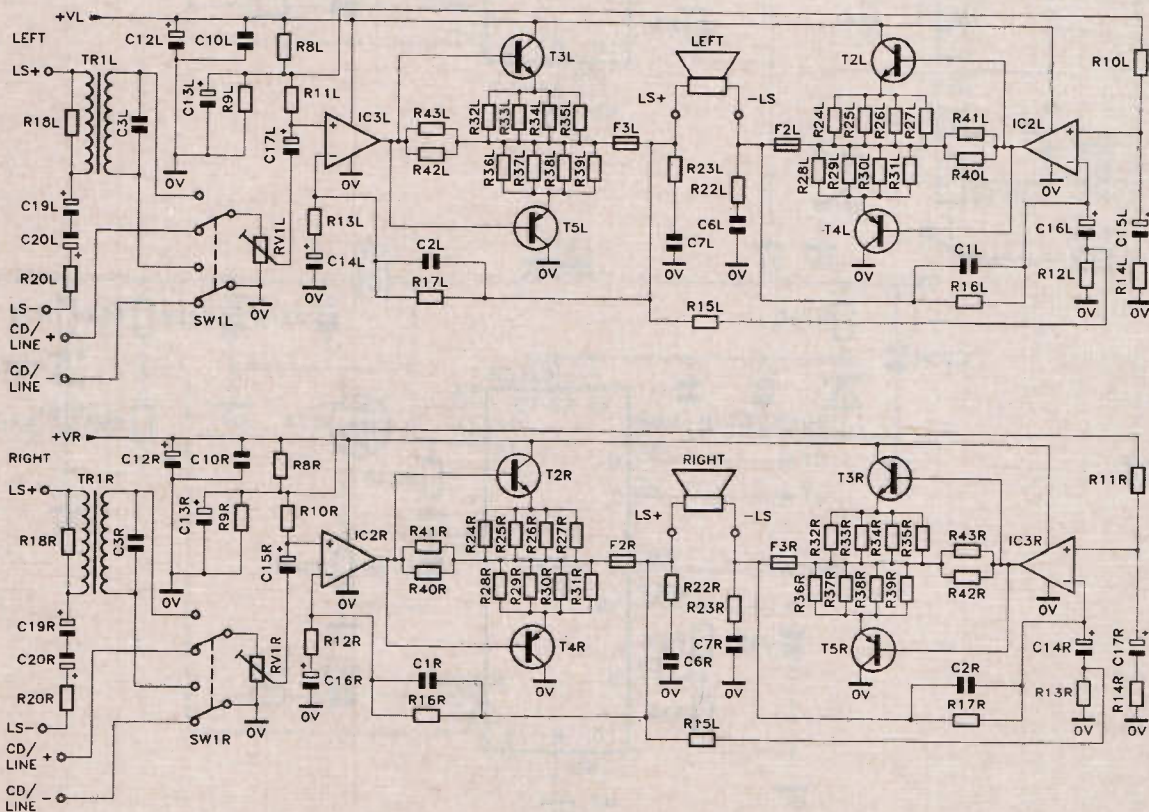 +VL
LEFT
LS+
TR1L
R18L
C3L
C19L
C20L
R20L
LS-
CD/ LINE +
CD/ LINE -
SW1L
RV1L
0V
C12L
C10L
R8L
C13L
R9L
0V
R11L
C17L
IC3L
+
-
0V
R13L
C14L
0V
R43L
R42L
T3L
R32L
R33L
R34L
R35L
R36L
R37L
R38L
R39L
T5L
0V
C2L
R17L
F3L
LEFT
LS+
-LS
R23L
R22L
C6L
C7L
0V
0V
R15L
F2L
T2L
R24L
R25L
R26L
R27L
R28L
R29L
R30L
R31L
T4L
0V
R41L
R40L
IC2L
+
-
0V
C1L
R16L
C16L
R12L
0V
R10L
C15L
R14L
0V
+VR
RIGHT
LS+
TR1R
R18R
C3R
C19R
C20R
R20R
LS-
CD/ LINE +
CD/ LINE -
SW1R
RV1R
0V
C12R
C10R
R8R
C13R
R9R
0V
R10R
C15R
IC2R
+
-
0V
R12R
C16R
0V
R41R
R40R
T2R
R24R
R25R
R26R
R27R
R28R
R29R
R30R
R31R
T4R
0V
C1R
R16R
F2R
RIGHT
LS+
-LS
R22R
R23R
C7R
C6R
0V
0V
R15L
F3R
T3R
R32R
R33R
R34R
R35R
R36R
R37R
R38R
R39R
T5R
0V
R43R
R42R
IC3R
+
-
0V
C2R
R17R
C14R
R13R
0V
R11R
C17R
R14R
0V